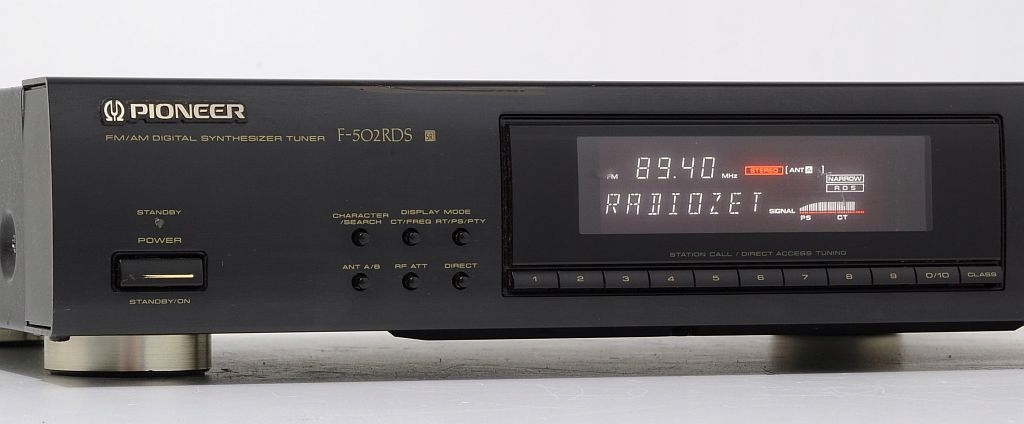 PIONEER
FM/AM DIGITAL SYNTHESIZER TUNER F-502RDS
FM 89.40 MHz STEREO [ANT A ]
NARROW
RDS
RADIOZET SIGNAL
PS CT
STANDBY
POWER
STANDBY/ON
CHARACTER DISPLAY MODE
/SEARCH CT/FREQ RT/PS/PTY
ANT A/B RF ATT DIRECT
STATION CALL / DIRECT ACCESS TUNING
1 2 3 4 5 6 7 8 9 0/10 CLASS